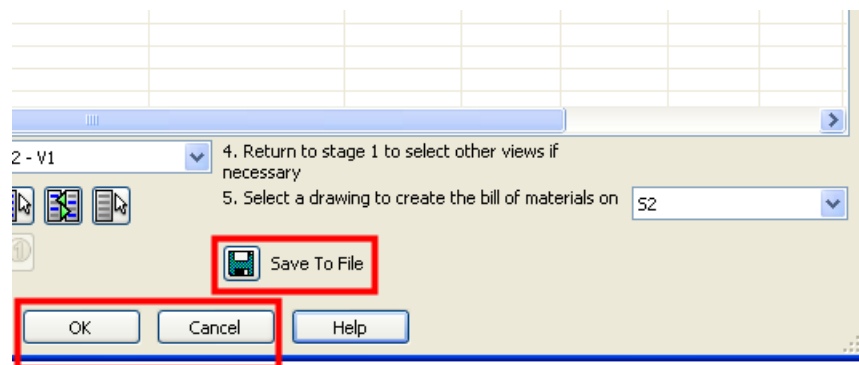 2 - V1
4. Return to stage 1 to select other views if
necessary
5. Select a drawing to create the bill of materials on
S2
Save To File
OK
Cancel
Help